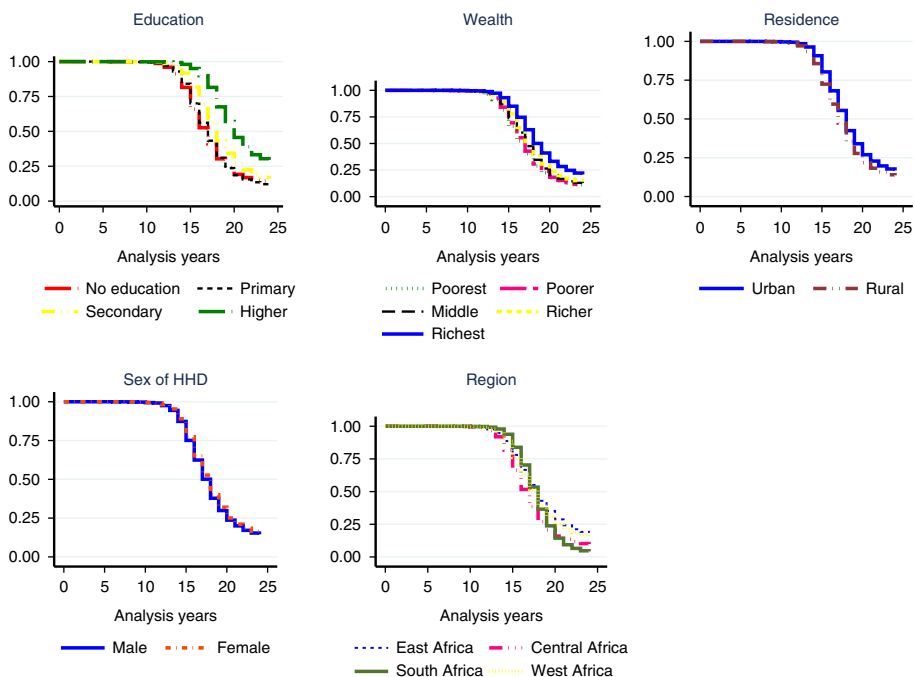 Education
1.00
0.75
0.50
0.25
0.00
0 5 10 15 20 25
Analysis years
No education Primary
Secondary Higher
Wealth
1.00
0.75
0.50
0.25
0.00
0 5 10 15 20 25
Analysis years
Poorest Poorer
Middle Richer
Richest
Residence
1.00
0.75
0.50
0.25
0.00
0 5 10 15 20 25
Analysis years
Urban Rural
Sex of HHD
1.00
0.75
0.50
0.25
0.00
0 5 10 15 20 25
Analysis years
Male Female
Region
1.00
0.75
0.50
0.25
0.00
0 5 10 15 20 25
Analysis years
East Africa Central Africa
South Africa West Africa